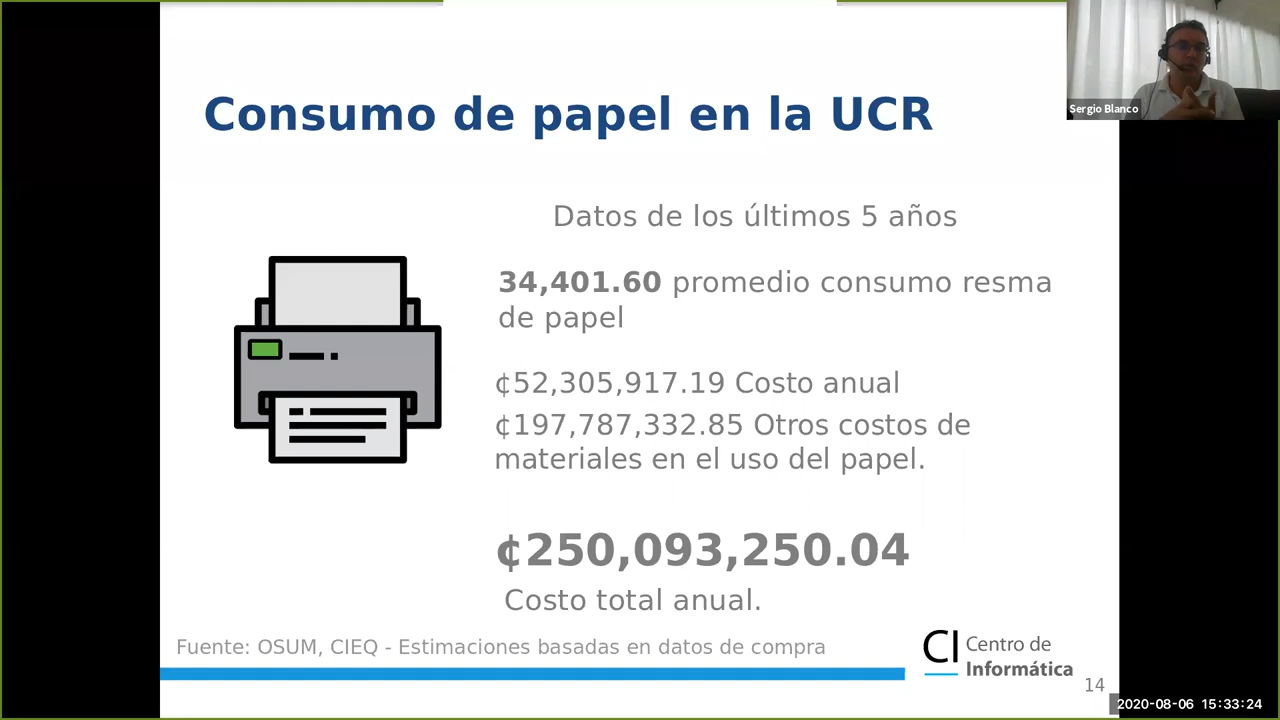 Consumo de papel en la UCR
Sergio Blanco
Datos de los últimos 5 años
34,401.60 promedio consumo resma
de papel
₡52,305,917.19 Costo anual
₡197,787,332.85 Otros costos de
materiales en el uso del papel.
₡250,093,250.04
Costo total anual.
Fuente: OSUM, CIEQ - Estimaciones basadas en datos de compra
CI Centro de
Informática
14
2020-08-06 15:33:24